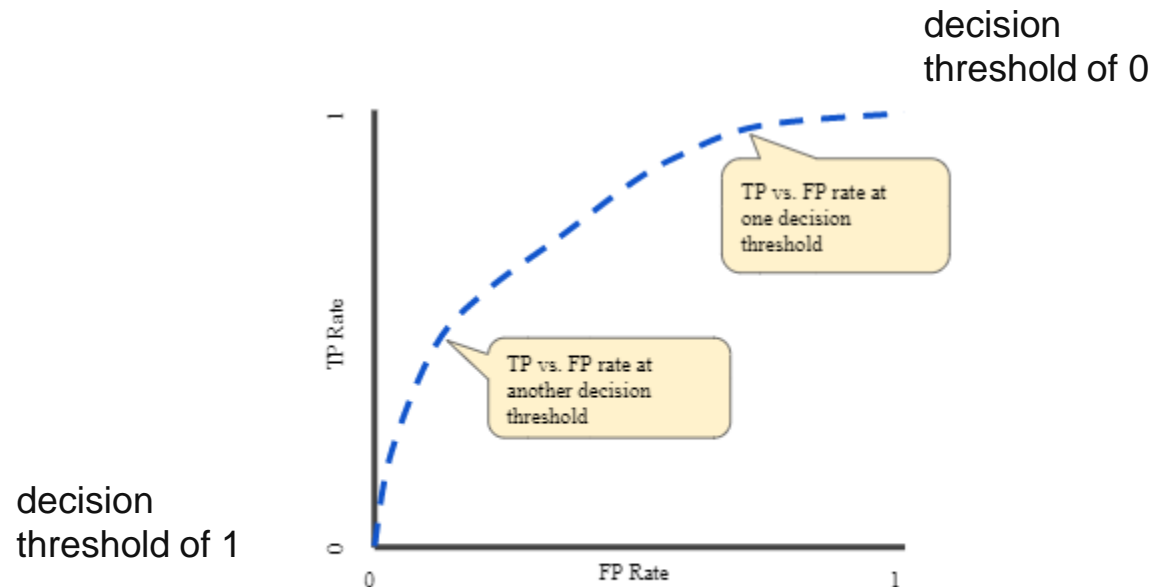 decision
threshold of 0
1
TP vs. FP rate at
one decision
threshold
TP Rate
TP vs. FP rate at
another decision
threshold
decision
threshold of 1
0
0
FP Rate
1